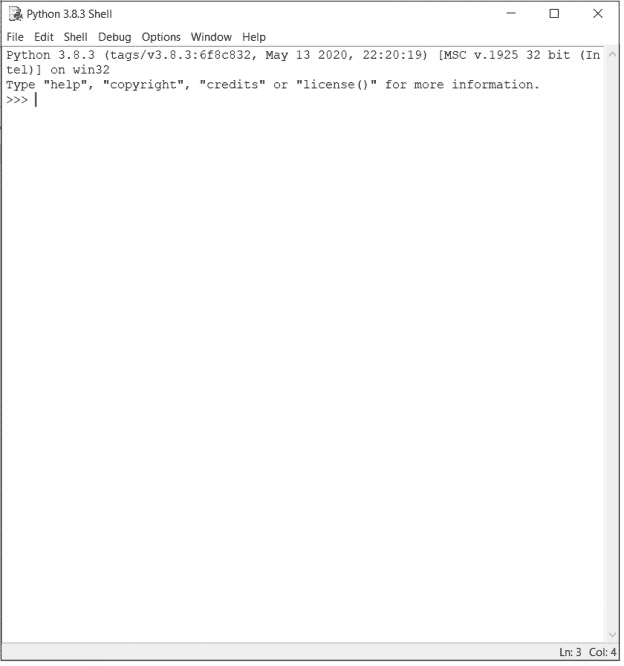 Python 3.8.3 Shell
File Edit Shell Debug Options Window Help
Python 3.8.3 (tags/v3.8.3:6f8c832, May 13 2020, 22:20:19) [MSC v.1925 32 bit (In
tel)] on win32
Type "help", "copyright", "credits" or "license()" for more information.
>>>
Ln: 3 Col: 4